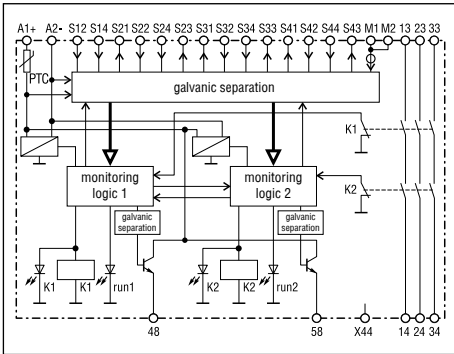 A1+ A2- S12 S14 S21 S22 S24 S23 S31 S32 S34 S33 S41 S42 S44 S43 M1 M2 13 23 33
PTC
galvanic separation
K1
monitoring logic 1
monitoring logic 2
K2
galvanic separation
galvanic separation
K1 K1 run1 K2 K2 run2
48 58 X44 14 24 34